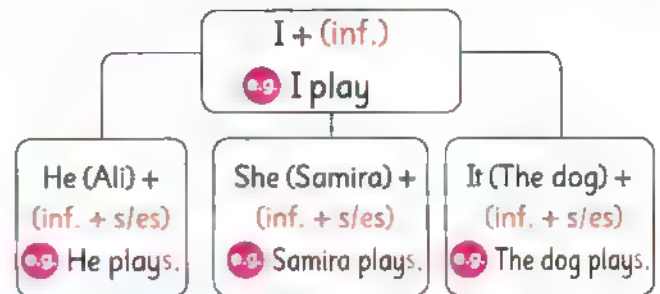 I + (inf.)
e.g. I play
He (Ali) +
(inf. + s/es)
e.g. He plays.
She (Samira) +
(inf. + s/es)
e.g. Samira plays.
It (The dog) +
(inf. + s/es)
e.g. The dog plays.